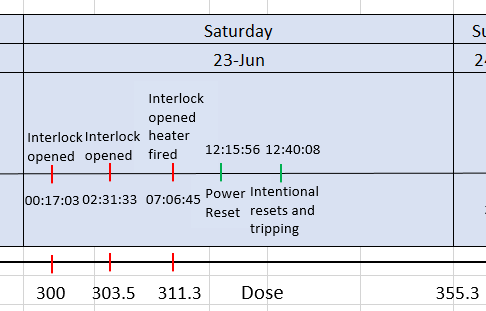 Saturday
Su
23-Jun
24
Interlock
opened
Interlock
opened
Interlock
opened
heater
fired
12:15:56
12:40:08
00:17:03
02:31:33
07:06:45
Power
Reset
Intentional
resets and
tripping
300
303.5
311.3
Dose
355.3